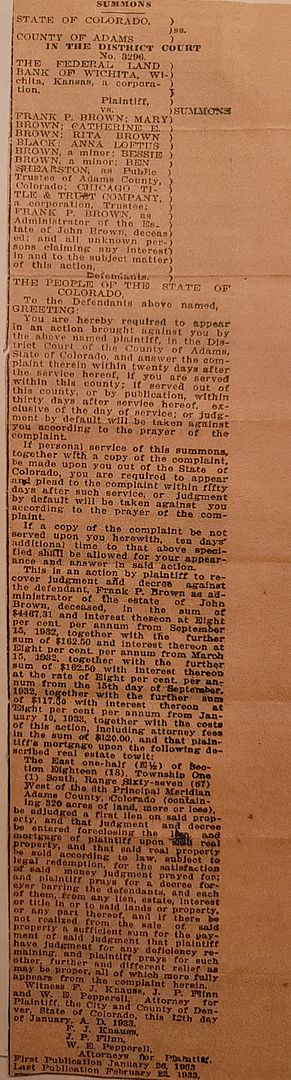 SUMMONS
STATE OF COLORADO, )
)ss.
COUNTY OF ADAMS )
IN THE DISTRICT COURT
No. 3296.
THE FEDERAL LAND )
BANK OF WICHITA, Wi- )
chita, Kansas, a corpora- )
tion, )
Plaintiff, )
vs. )SUMMONS
FRANK P. BROWN; MARY )
BROWN; CATHERINE E. )
BROWN; RITA BROWN )
BLACK; ANNA LOFTUS )
BROWN, a minor; BESSIE )
BROWN, a minor; BEN )
SHEARSTON, as Public )
Trustee of Adams County, )
Colorado; CHICAGO TI- )
TLE & TRUST COMPANY, )
a corporation, Trustee; )
FRANK P. BROWN, as )
Administrator of the Es- )
tate of John Brown, deceas )
ed; and all unknown per- )
sons claiming any interest )
in and to the subject matter )
of this action, )
Defendants. )
THE PEOPLE OF THE STATE OF
COLORADO,
To the Defendants above named,
GREETING:
You are hereby required to appear
in an action brought against you by
the above named plaintiff, in the Dis-
trict Court of the County of Adams,
State of Colorado, and answer the com-
plaint therein within twenty days after
the service hereof, if you are served
within this county; if served out of
this county, or by publication, within
thirty days after service hereof, ex-
clusive of the day of service; or judg-
ment by default will be taken against
you according to the prayer of the
complaint.
If personal service of this summons,
together with a copy of the complaint,
be made upon you out of the State of
Colorado, you are required to appear
and plead to the complaint within fifty
days after such service, or judgment
by default will be taken against you
according to the prayer of the com-
plaint.
If a copy of the complaint be not
served upon you herewith, ten days'
additional time to that above speci-
fied shall be allowed for your appear-
ance and answer in said action.
This is an action by plaintiff to re-
cover judgment and decree against
the defendant, Frank P. Brown as ad-
ministrator of the estate of John
Brown, deceased, in the sum of
$4467.31 and interest thereon at Eight
per cent. per annum from September
15, 1932, together with the further
sum of $162.50 and interest thereon at
Eight per cent. per annum from March
15, 1932, together with the further
sum of $162.50 with interest thereon
at the rate of Eight per cent. per an-
num from the 15th day of September,
1932, together with the further sum
of with interest thereon at
Eight per cent per annum from Jan-
uary 10, 1933, together with the costs
of this action, including attorney fees
in the sum of $120.00, and that plain-
tiff's mortgage upon the following de-
scribed real estate towit:
The East one-half (E½) of Sec-
tion Eighteen (18), Township One
(1) South, Range Sixty-seven (67)
West of the 6th Principal Meridian
Adams County, Colorado (contain-
ing 320 acres of land, more or less),
be adjudged a first lien on said prop-
erty, and that judgment and decree
be entered foreclosing the lien and
mortgage of plaintiff upon said real
property, and that said real property
be sold according to law, subject to
legal redemption, for the satisfaction
of said money judgment prayed for;
and plaintiff prays for a decree for-
ever barring the defendants, and each
of them, from any lien, estate, interest
or title in or to said lands or property,
or any part thereof, and if there be
not realized from the sale of said
property a sufficient sum for the pay-
ment of said judgment that plaintiff
have judgment for any deficiency re-
maining, and plaintiff prays for such
other, further and different relief as
may be proper, all of which more fully
appears from the complaint herein.
Witness F. J. Knauss, J. P. Flinn
and W. E. Pepperell, Attorney for
Plaintiff, the City and County of Den-
ver, State of Colorado, this 12th day
of January, A. D. 1933.
F. J. Knauss,
J. P. Flinn,
W. E. Pepperell,
Attorneys for Plaintiff.
First Publication January 26, 1933
Last Publication February 23, 1933.